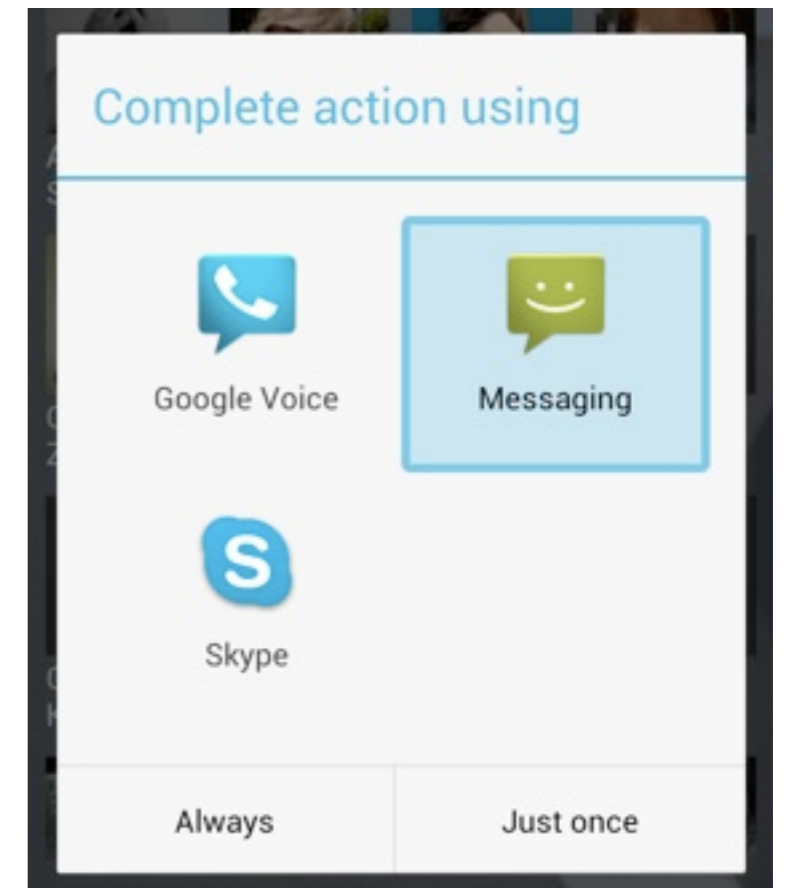 Complete action using
Google Voice
Messaging
S
Skype
Always
Just once